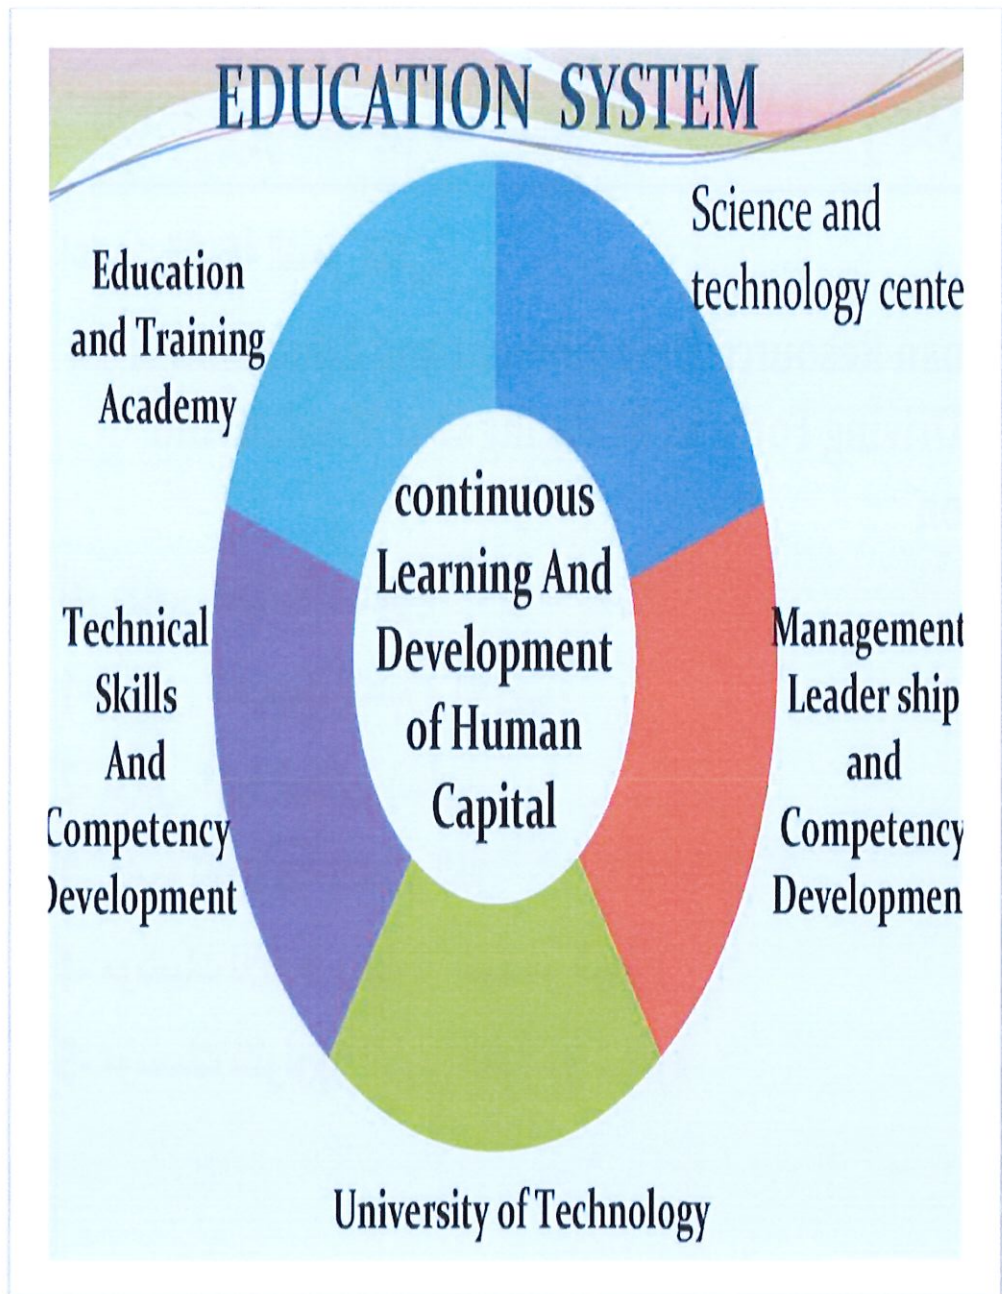 EDUCATION SYSTEM
Science and
technology cente
Education
and Training
Academy
continuous
Learning And
Development
of Human
Capital
Technical
Skills
And
Competency
Development
Management
Leader ship
and
Competency
Developmen
University of Technology